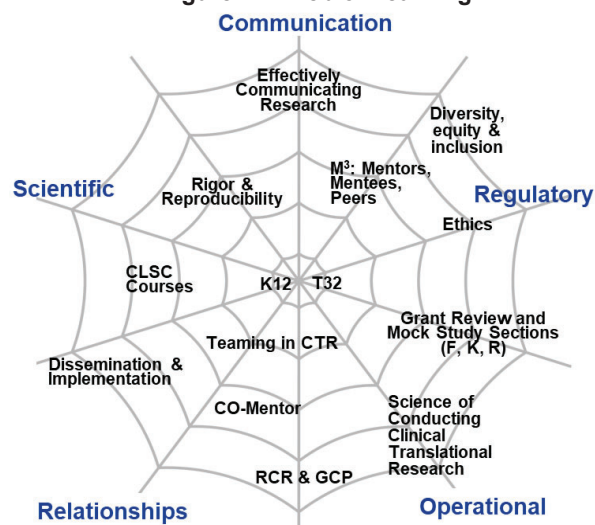 Communication
Effectively
Communicating
Research
Diversity,
equity &
inclusion
Scientific
Rigor &
Reproducibility
M³: Mentors,
Mentees,
Peers
Regulatory
Ethics
CLSC
Courses
K12
T32
Grant Review and
Mock Study Sections
(F, K, R)
Teaming in CTR
Dissemination &
Implementation
CO-Mentor
Science of
Conducting
Clinical
Translational
Research
RCR & GCP
Relationships
Operational